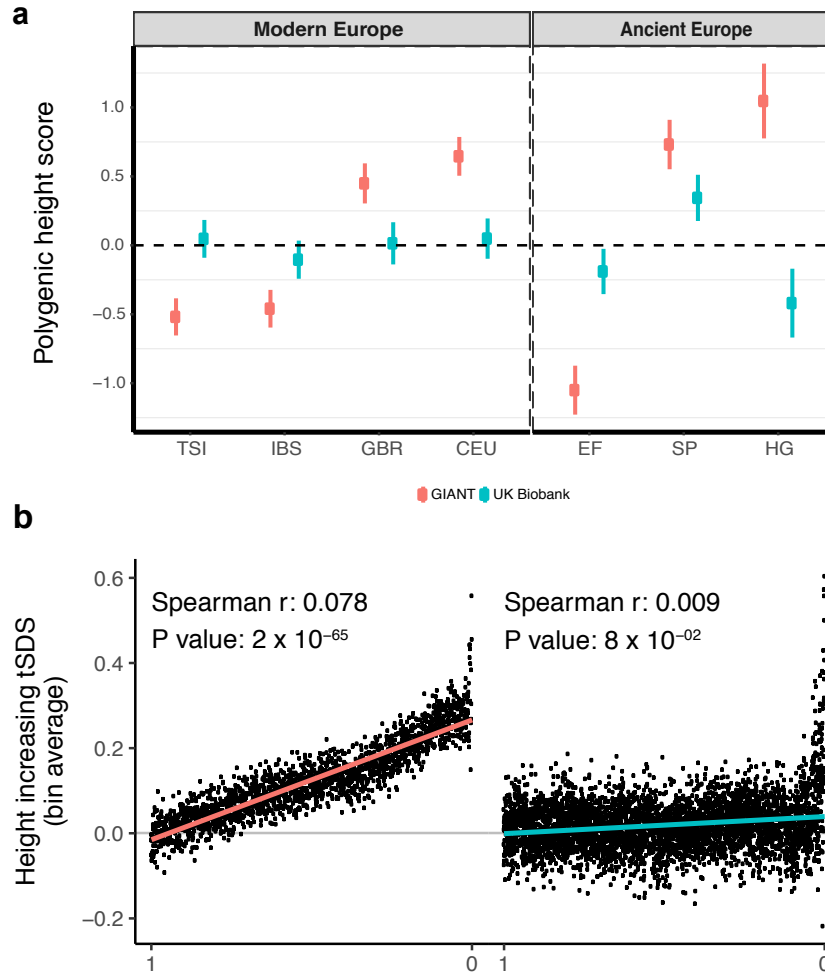 a
Modern Europe
Ancient Europe
Polygenic height score
1.0
0.5
0.0
−0.5
−1.0
TSI IBS GBR CEU EF SP HG
GIANT UK Biobank
b
Height increasing tSDS
(bin average)
0.6
0.4
0.2
0.0
−0.2
Spearman r: 0.078
P value: 2 x 10⁻⁶⁵
Spearman r: 0.009
P value: 8 x 10⁻⁰²
1 0 1 0